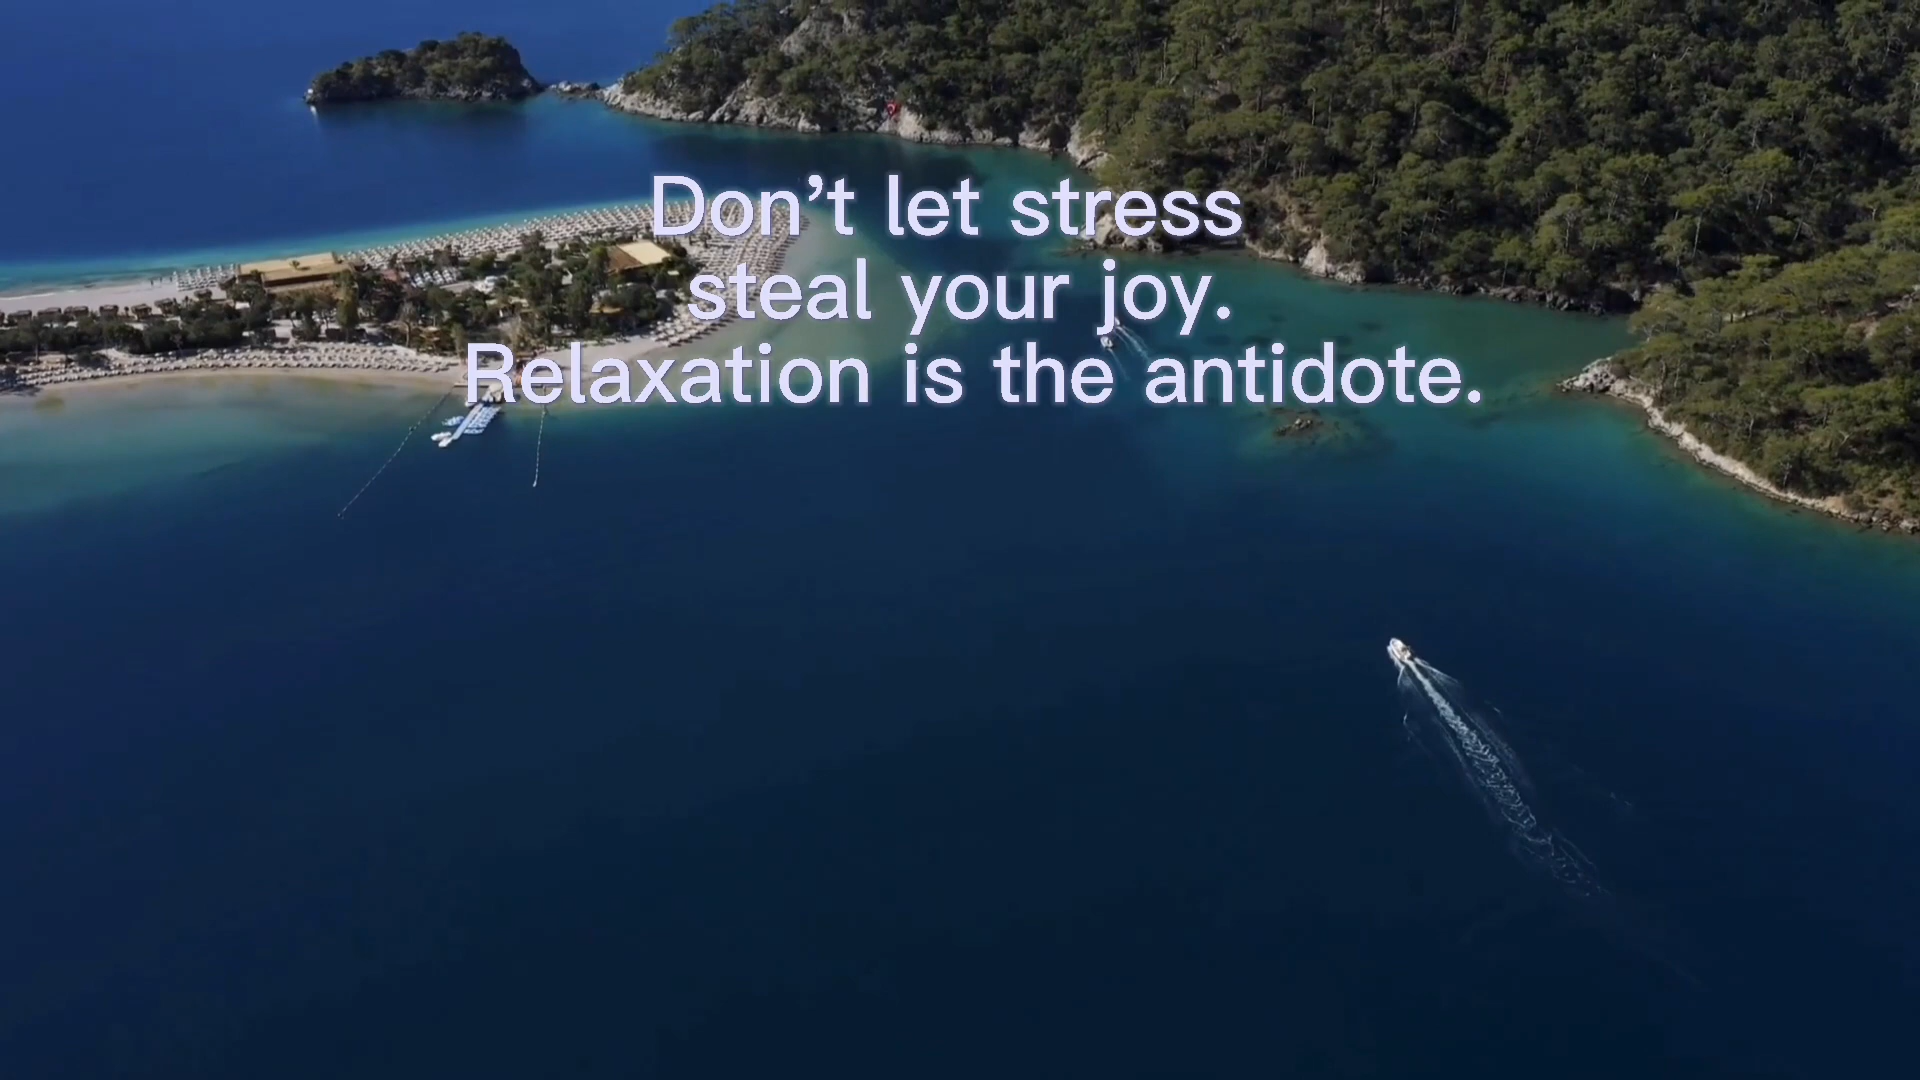 Don’t let stress
steal your joy.
Relaxation is the antidote.